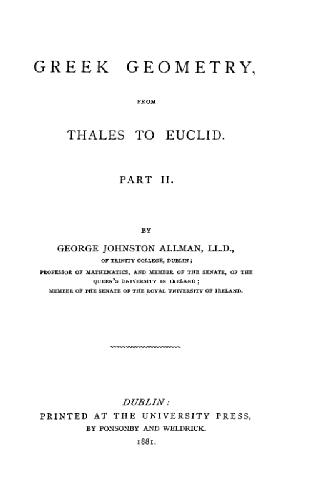 GREEK GEOMETRY,
FROM
THALES TO EUCLID.
PART II.
BY
GEORGE JOHNSTON ALLMAN, LL.D.,
OF TRINITY COLLEGE, DUBLIN;
PROFESSOR OF MATHEMATICS, AND MEMBER OF THE SENATE, OF THE
QUEEN'S UNIVERSITY IN IRELAND;
MEMBER OF THE SENATE OF THE ROYAL UNIVERSITY OF IRELAND.
DUBLIN:
PRINTED AT THE UNIVERSITY PRESS,
BY PONSONBY AND WELDRICK.
1881.